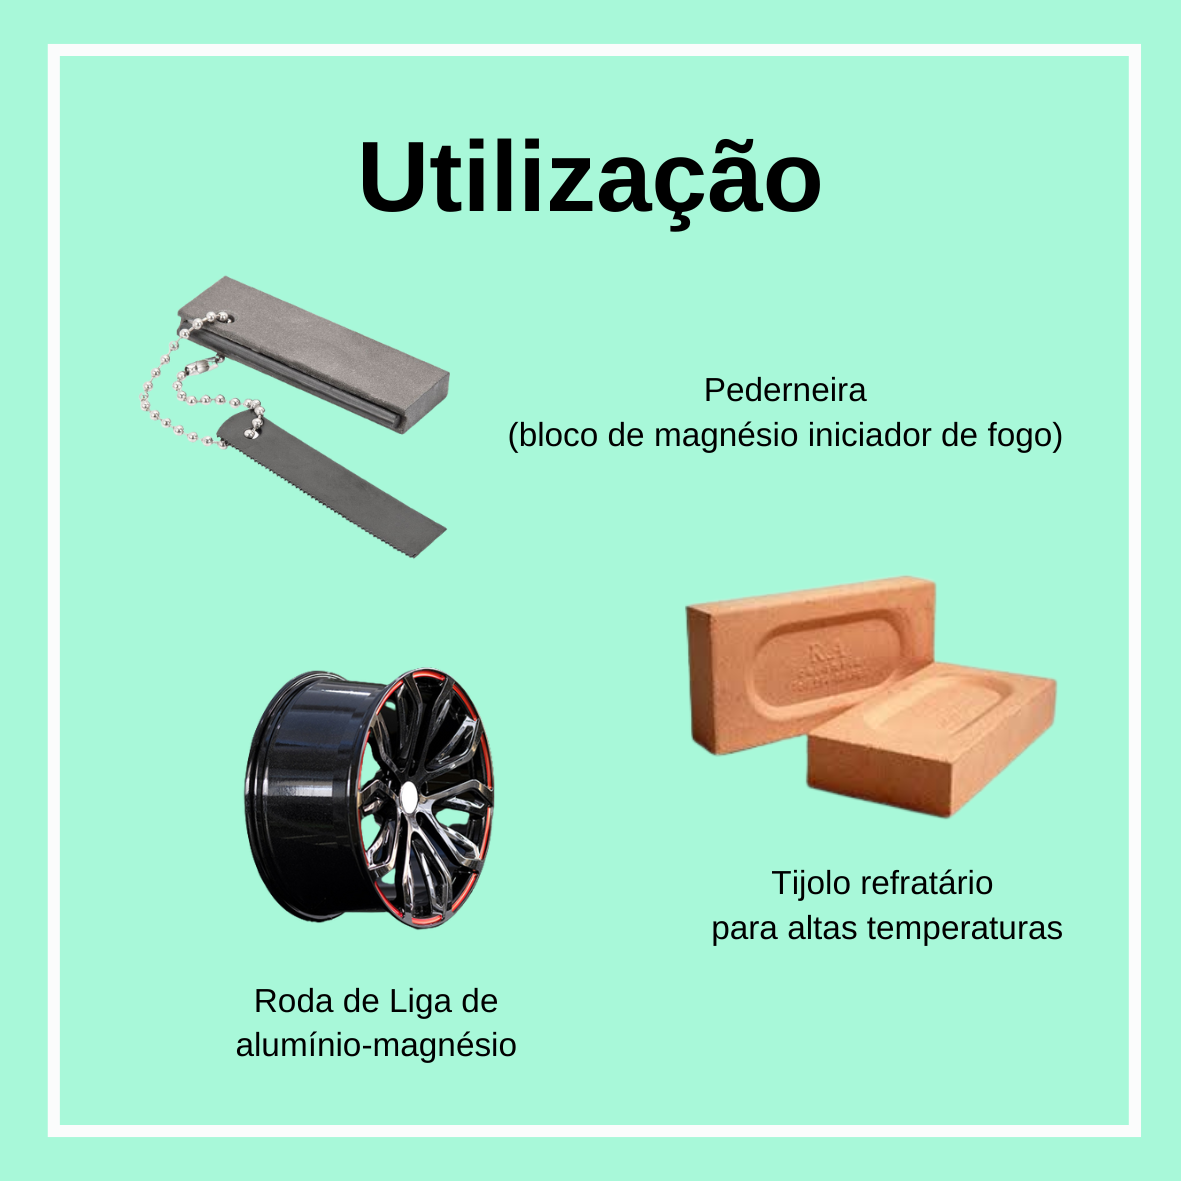 Utilização
Pederneira
(bloco de magnésio iniciador de fogo)
Tijolo refratário
para altas temperaturas
Roda de Liga de
alumínio-magnésio